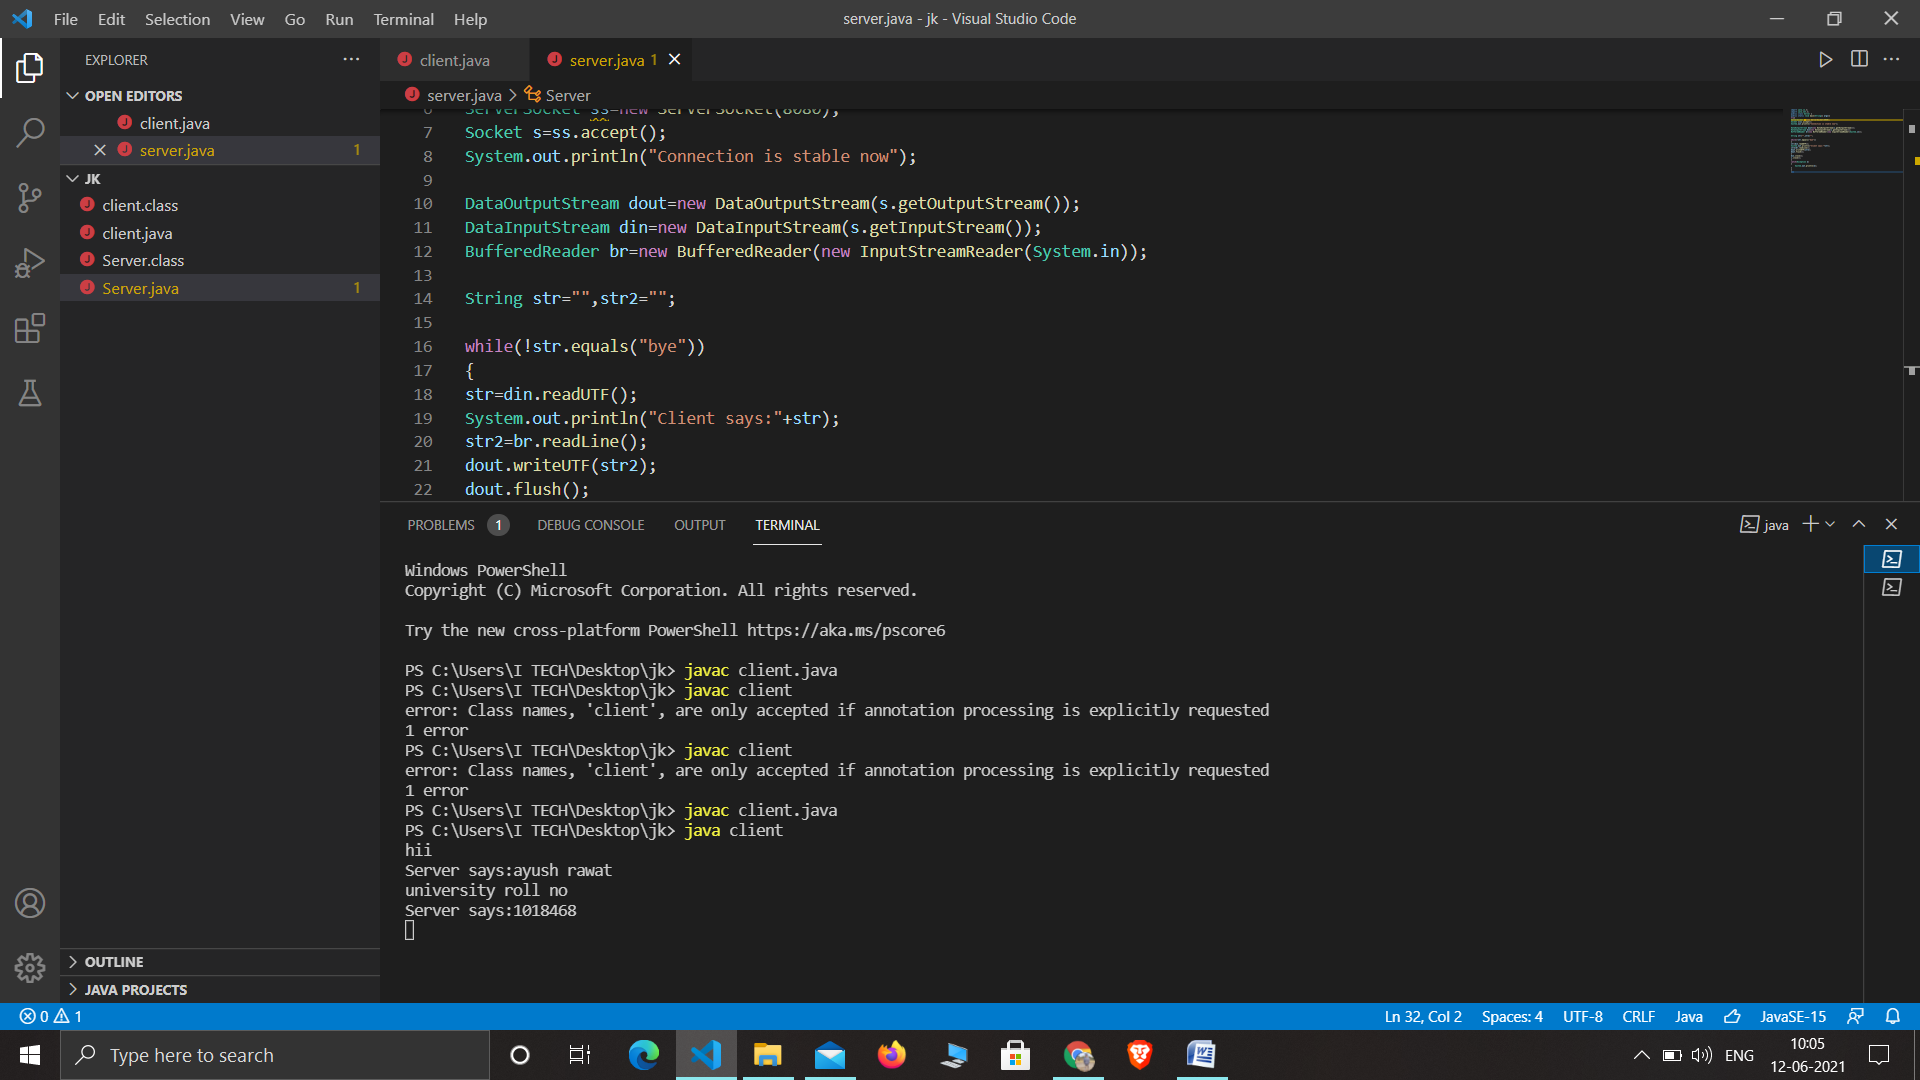 File Edit Selection View Go Run Terminal Help
server.java - jk - Visual Studio Code
EXPLORER
OPEN EDITORS
client.java
server.java 1
JK
client.class
client.java
Server.class
Server.java 1
OUTLINE
JAVA PROJECTS
client.java
server.java 1
server.java > Server
6 ServerSocket ss=new ServerSocket(8080);
7 Socket s=ss.accept();
8 System.out.println("Connection is stable now");
9
10 DataOutputStream dout=new DataOutputStream(s.getOutputStream());
11 DataInputStream din=new DataInputStream(s.getInputStream());
12 BufferedReader br=new BufferedReader(new InputStreamReader(System.in));
13
14 String str="",str2="";
15
16 while(!str.equals("bye"))
17 {
18 str=din.readUTF();
19 System.out.println("Client says:"+str);
20 str2=br.readLine();
21 dout.writeUTF(str2);
22 dout.flush();
PROBLEMS 1 DEBUG CONSOLE OUTPUT TERMINAL
java
Windows PowerShell
Copyright (C) Microsoft Corporation. All rights reserved.
Try the new cross-platform PowerShell https://aka.ms/pscore6
PS C:\Users\I TECH\Desktop\jk> javac client.java
PS C:\Users\I TECH\Desktop\jk> javac client
error: Class names, 'client', are only accepted if annotation processing is explicitly requested
1 error
PS C:\Users\I TECH\Desktop\jk> javac client
error: Class names, 'client', are only accepted if annotation processing is explicitly requested
1 error
PS C:\Users\I TECH\Desktop\jk> javac client.java
PS C:\Users\I TECH\Desktop\jk> java client
hii
Server says:ayush rawat
university roll no
Server says:1018468
0 1
Ln 32, Col 2 Spaces: 4 UTF-8 CRLF Java JavaSE-15
Type here to search
ENG
10:05
12-06-2021